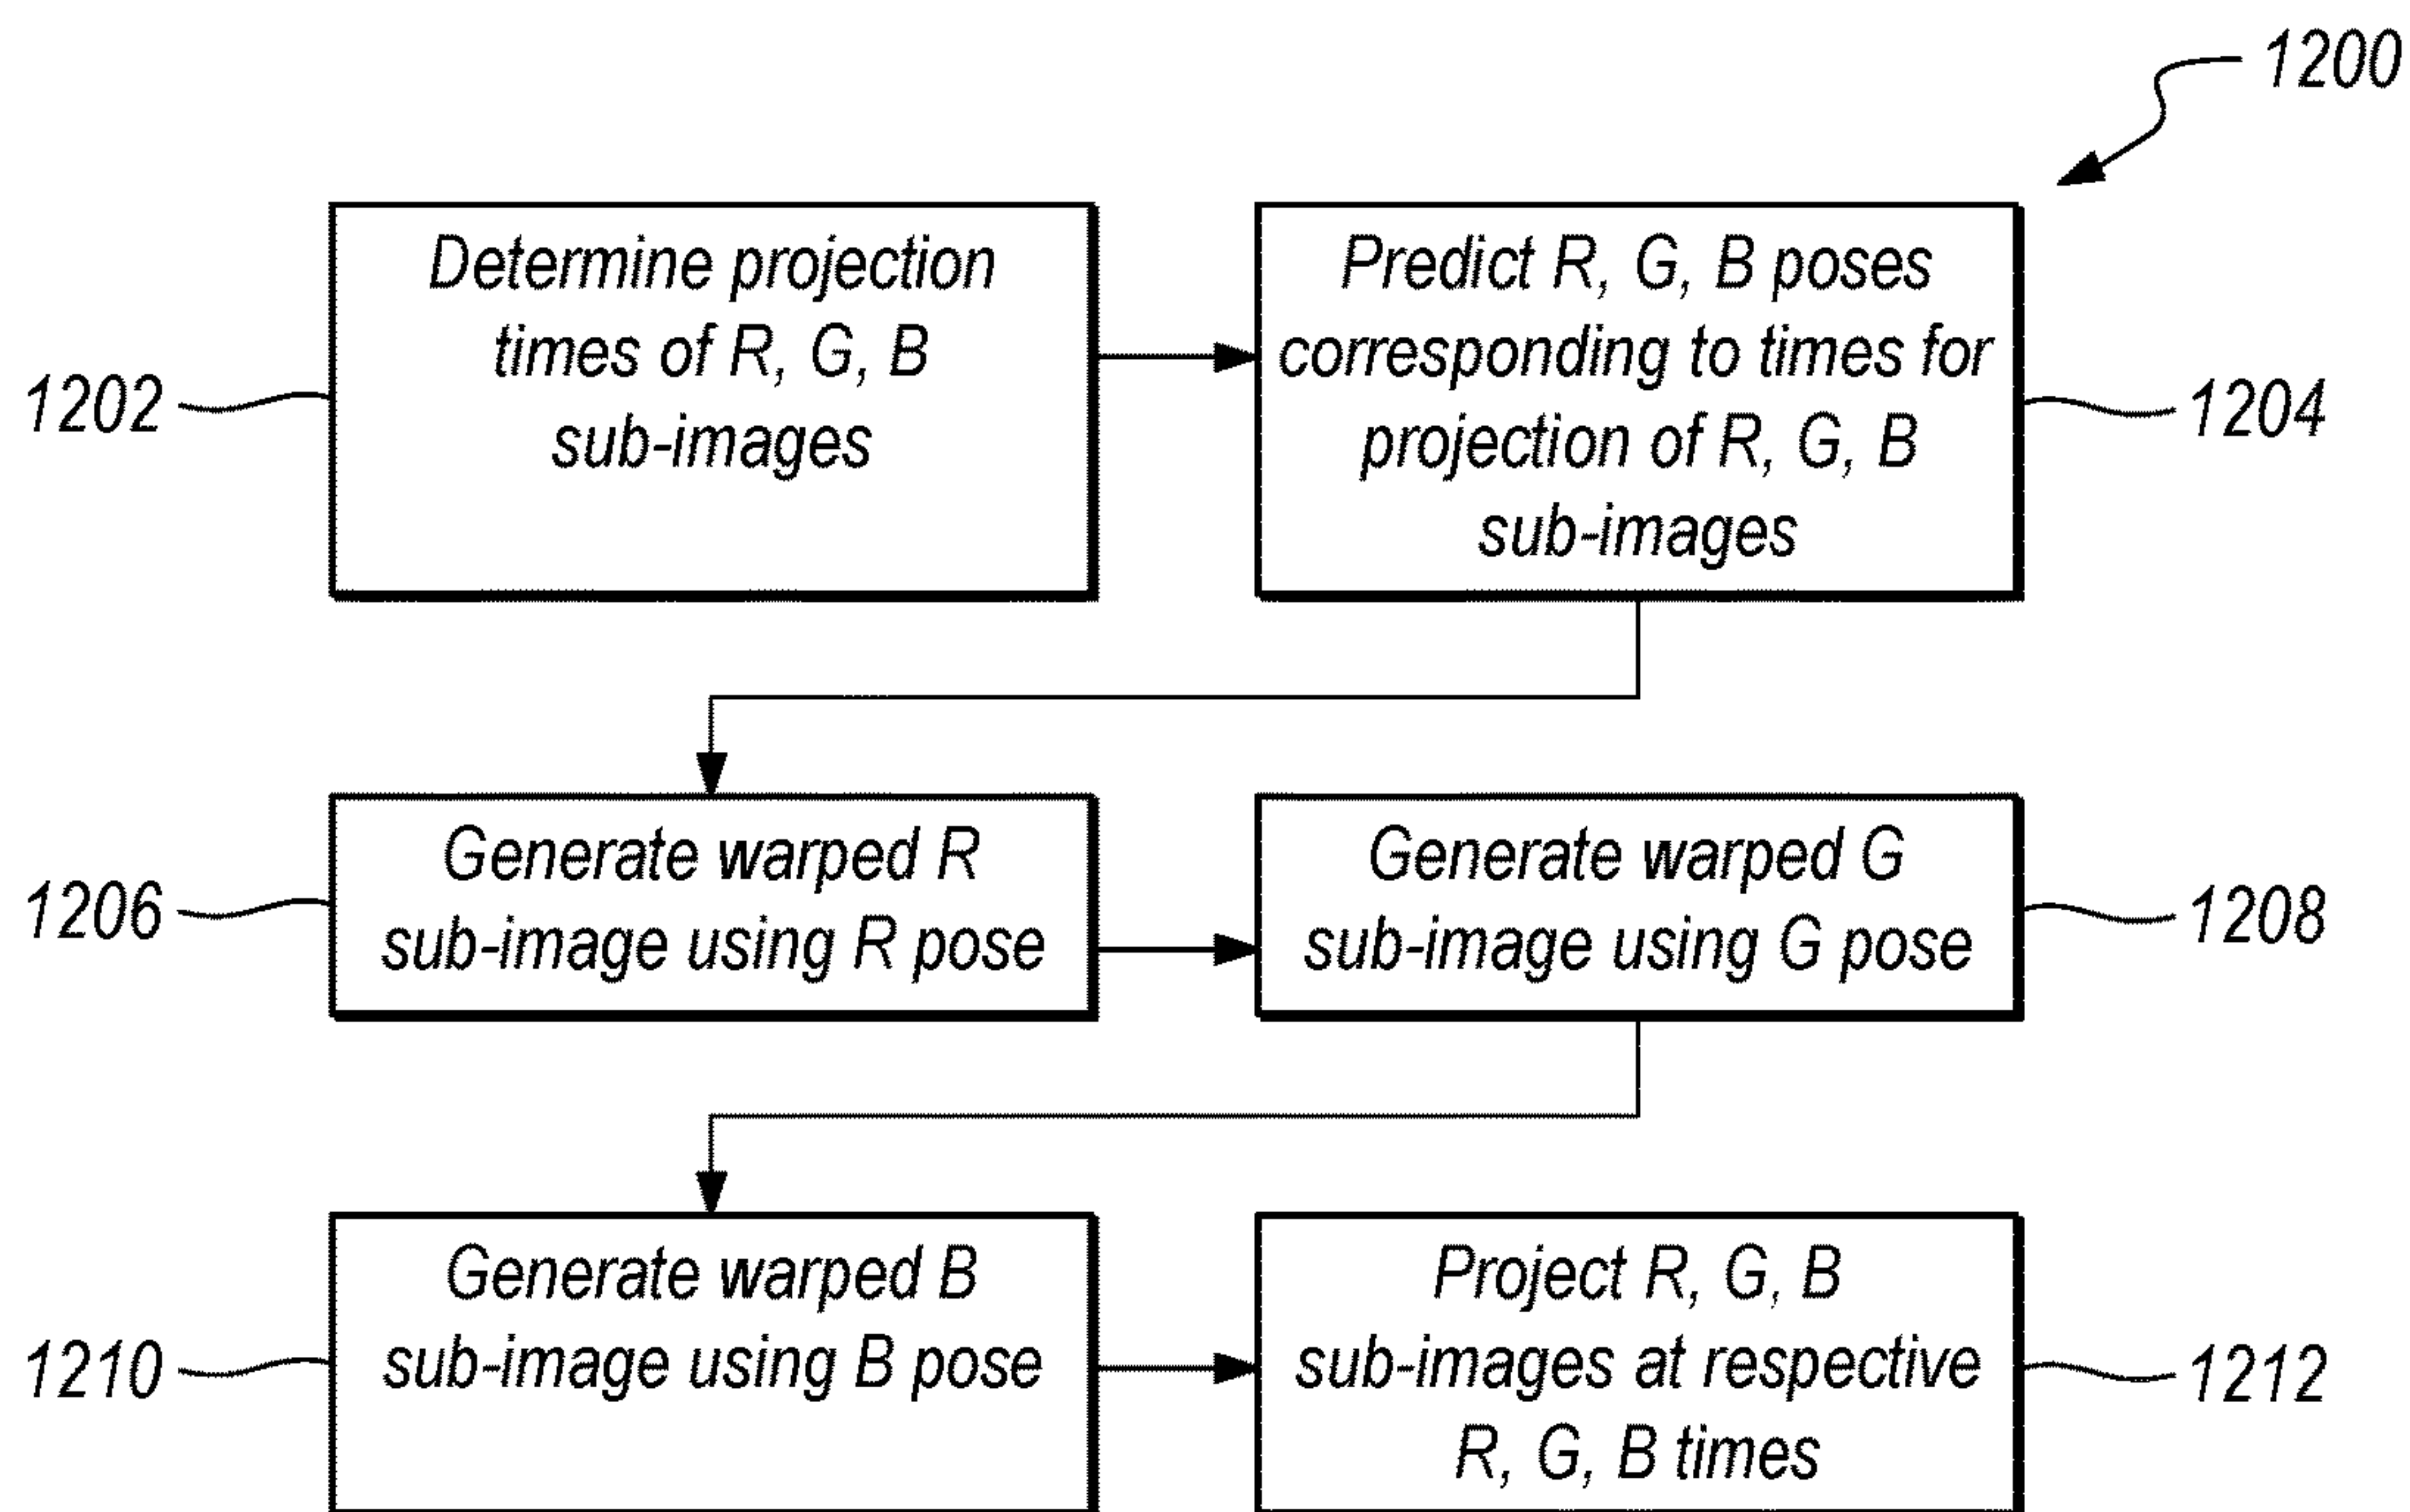 1200
Determine projection
times of R, G, B
sub-images
1202
Predict R, G, B poses
corresponding to times for
projection of R, G, B
sub-images
1204
Generate warped R
sub-image using R pose
1206
Generate warped G
sub-image using G pose
1208
Generate warped B
sub-image using B pose
1210
Project R, G, B
sub-images at respective
R, G, B times
1212